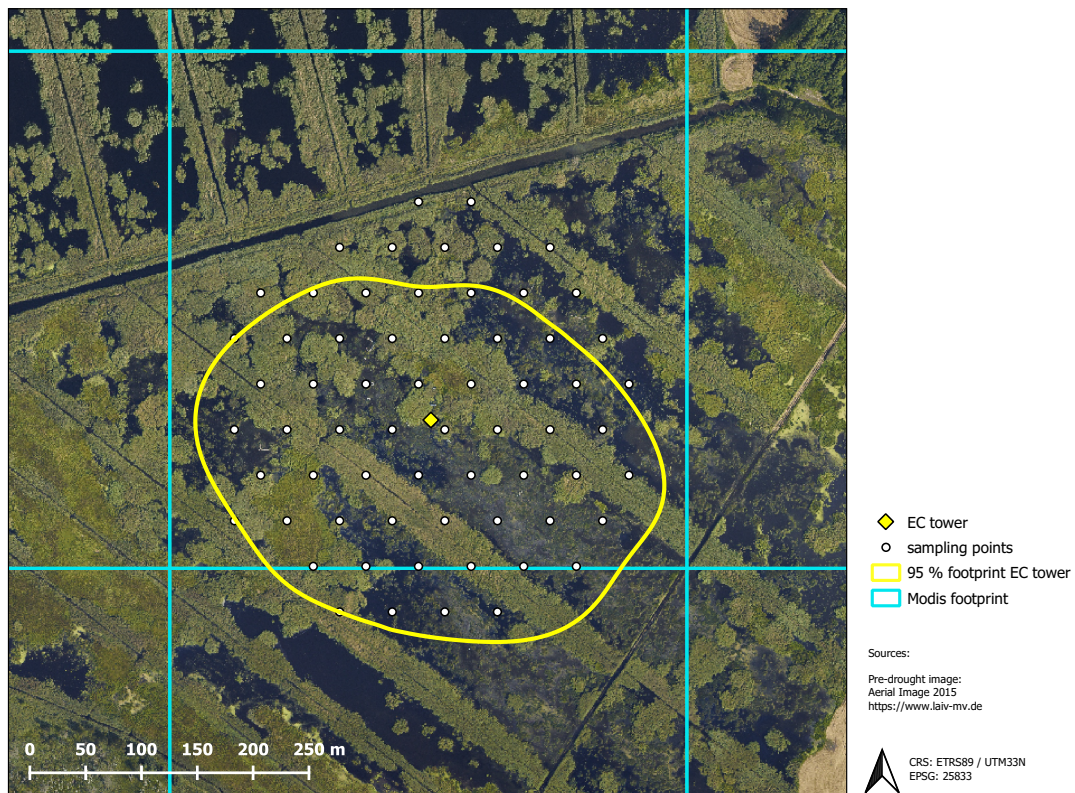 EC tower
sampling points
95 % footprint EC tower
Modis footprint
Sources:
Pre-drought image:
Aerial Image 2015
https://www.laiv-mv.de
0 50 100 150 200 250 m
CRS: ETRS89 / UTM33N
EPSG: 25833